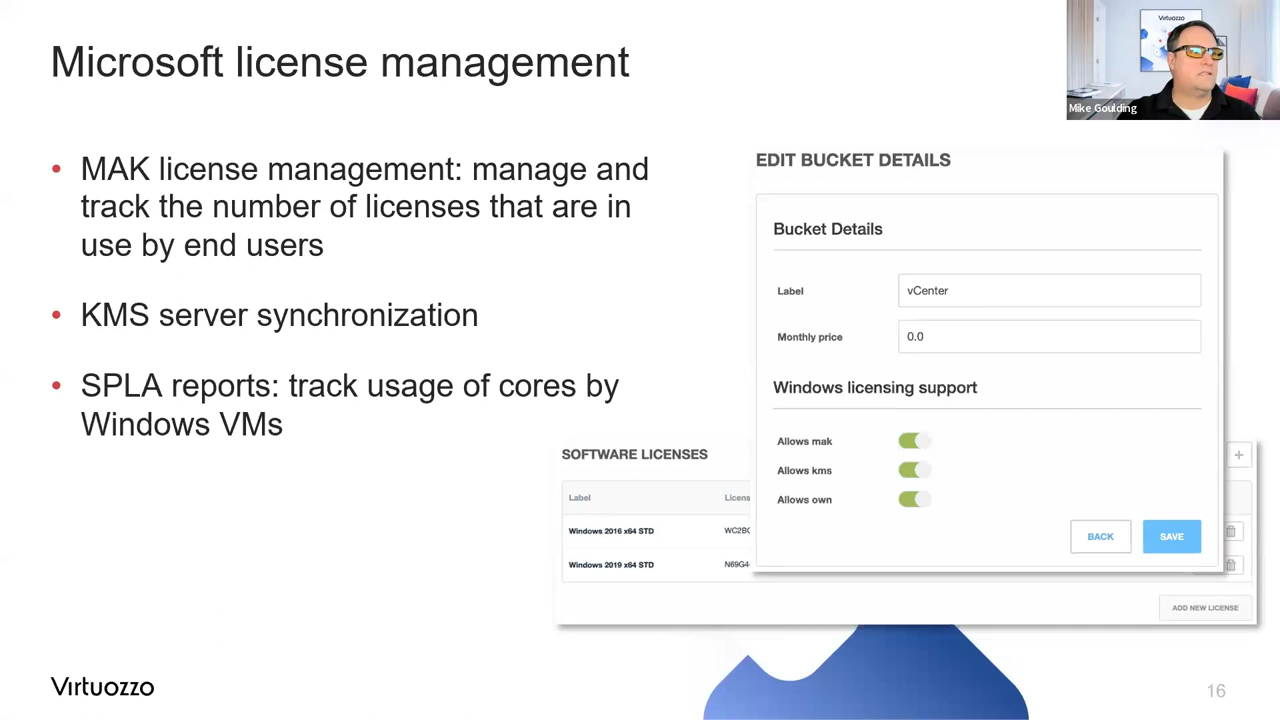 Microsoft license management
Virtuozzo
Mike Goulding
• MAK license management: manage and
track the number of licenses that are in
use by end users
• KMS server synchronization
• SPLA reports: track usage of cores by
Windows VMs
EDIT BUCKET DETAILS
Bucket Details
Label vCenter
Monthly price 0.0
Windows licensing support
Allows mak
Allows kms
Allows own
BACK SAVE
SOFTWARE LICENSES
Label Licens
Windows 2016 x64 STD WC2BC
Windows 2019 x64 STD N69G4
ADD NEW LICENSE
Virtuozzo
16